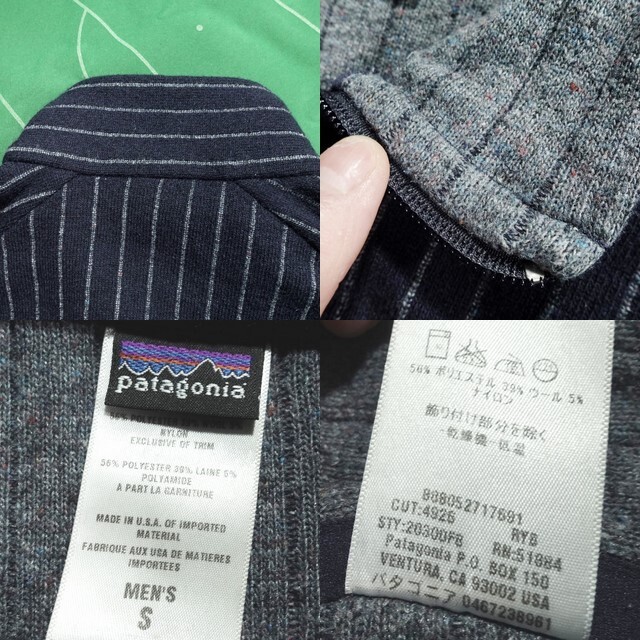 patagonia
NYLON
EXCLUSIVE OF TRIM
56% POLYESTER 39% LAINE 5%
POLYAMIDE
A PART LA GARNITURE
MADE IN U.S.A. OF IMPORTED
MATERIAL
FABRIQUE AUX USA DE MATIERES
IMPORTEES
MEN'S
S
56% ポリエステル 39% ウール 5%
ナイロン
飾り付け部分を除く
-乾燥機-低温
808052717691
CUT:4926 RYB
STY:26300F8 RN:51884
Patagonia P.O. BOX 150
VENTURA, CA 93002 USA
パタゴニア 0467238961